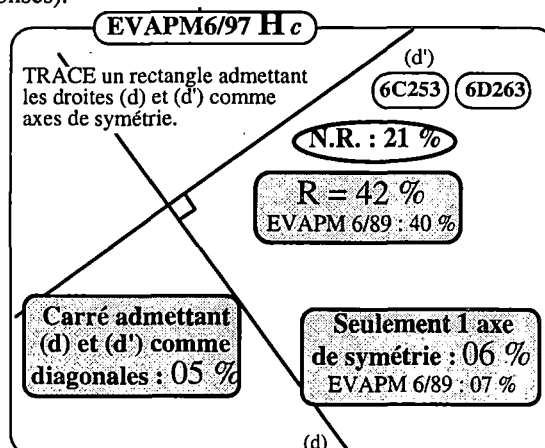 onses).
EVAPM6/97 H c
TRACE un rectangle admettant
les droites (d) et (d') comme
axes de symétrie.
(d')
6C253 6D263
N.R. : 21 %
R = 42 %
EVAPM 6/89 : 40 %
Carré admettant
(d) et (d') comme
diagonales : 05 %
Seulement 1 axe
de symétrie : 06 %
EVAPM 6/89 : 07 %
(d)